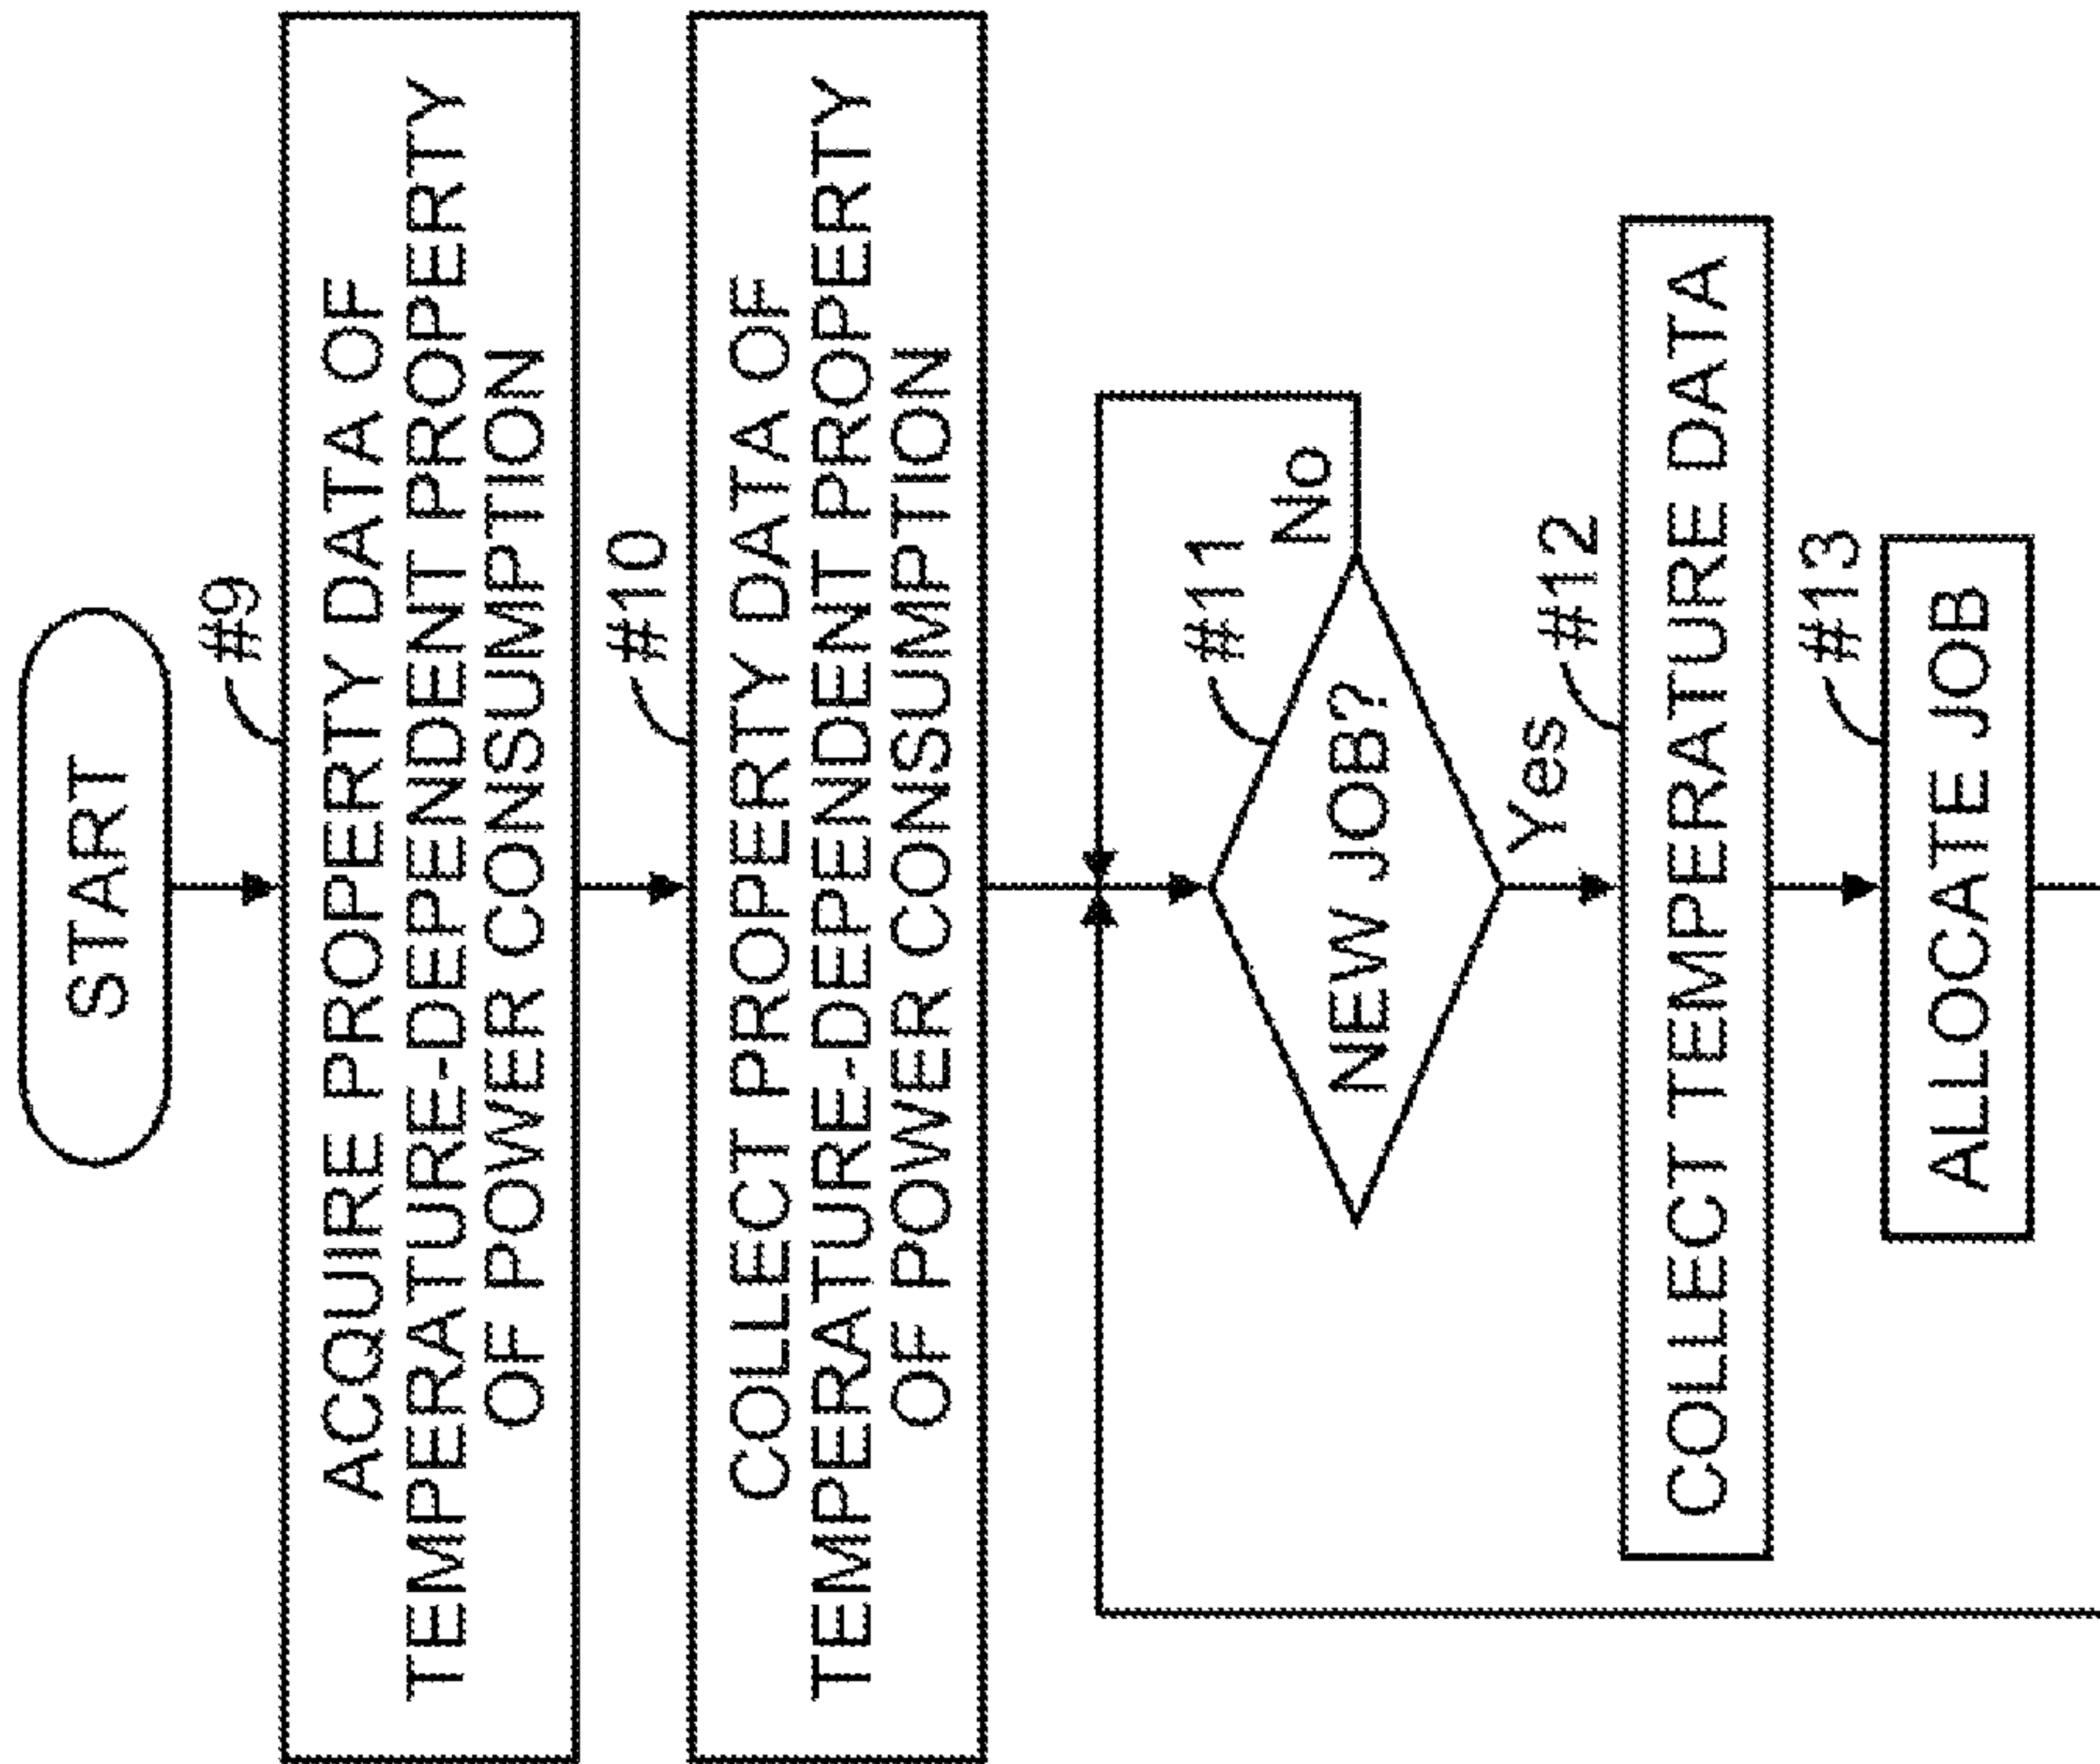 START
#9
ACQUIRE PROPERTY DATA OF
TEMPERATURE-DEPENDENT PROPERTY
OF POWER CONSUMPTION
#10
COLLECT PROPERTY DATA OF
TEMPERATURE-DEPENDENT PROPERTY
OF POWER CONSUMPTION
#11
NEW JOB?
No
Yes
#12
COLLECT TEMPERATURE DATA
#13
ALLOCATE JOB